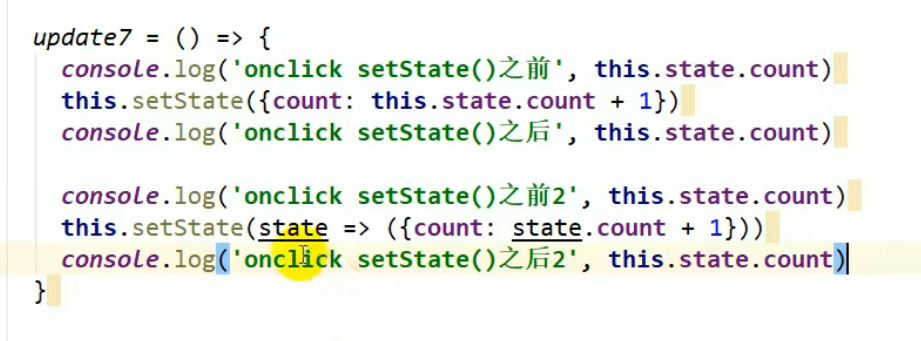 update7 = () => {
console.log('onclick setState()之前', this.state.count)
this.setState({count: this.state.count + 1})
console.log('onclick setState()之后', this.state.count)
console.log('onclick setState()之前2', this.state.count)
this.setState(state => ({count: state.count + 1}))
console.log('onclick setState()之后2', this.state.count)
}